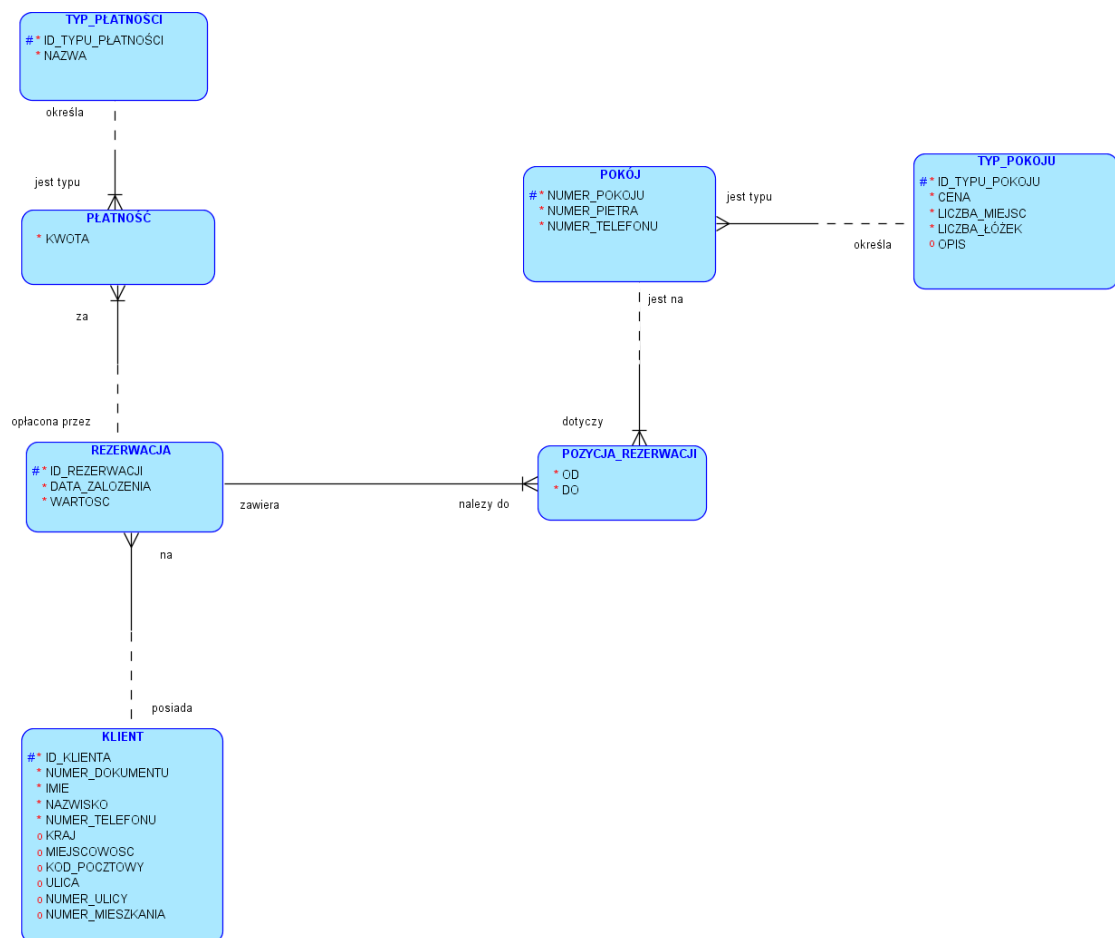 TYP_PŁATNOŚCI
#* ID_TYPU_PŁATNOŚCI
* NAZWA
określa
jest typu
PŁATNOŚĆ
* KWOTA
za
opłacona przez
REZERWACJA
#* ID_REZERWACJI
* DATA_ZALOZENIA
* WARTOSC
zawiera
nalezy do
na
posiada
KLIENT
#* ID_KLIENTA
* NUMER_DOKUMENTU
* IMIE
* NAZWISKO
* NUMER_TELEFONU
o KRAJ
o MIEJSCOWOSC
o KOD_POCZTOWY
o ULICA
o NUMER_ULICY
o NUMER_MIESZKANIA
POKÓJ
#* NUMER_POKOJU
* NUMER_PIETRA
* NUMER_TELEFONU
jest typu
określa
TYP_POKOJU
#* ID_TYPU_POKOJU
* CENA
* LICZBA_MIEJSC
* LICZBA_ŁÓŻEK
o OPIS
jest na
dotyczy
POZYCJA_REZERWACJI
* OD
* DO